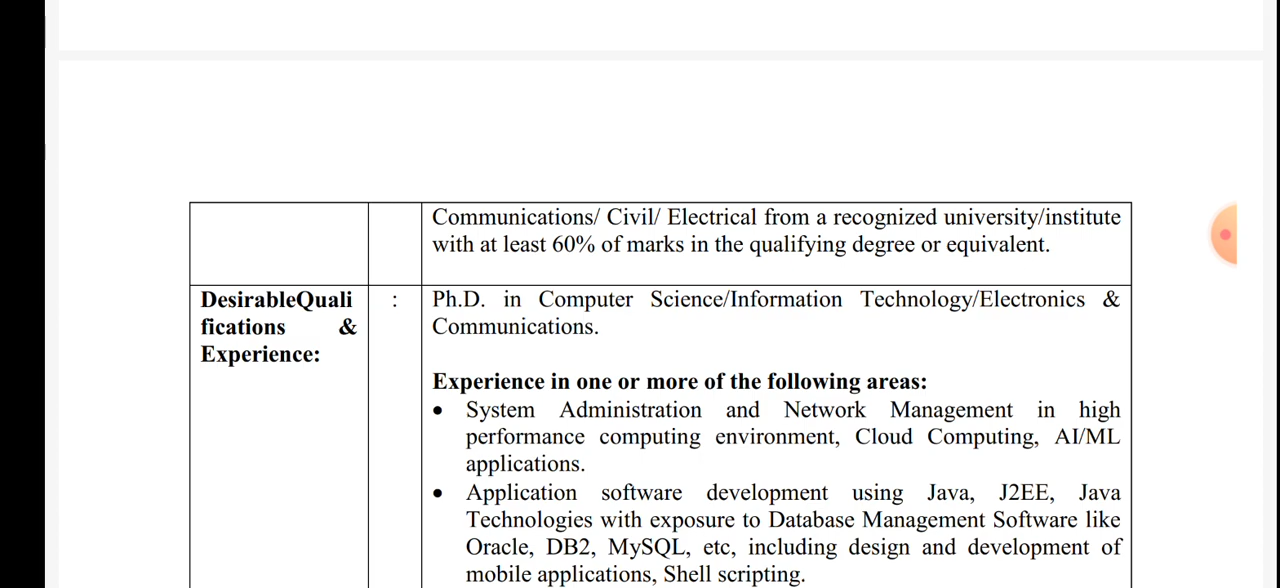 Communications/ Civil/ Electrical from a recognized university/institute
with at least 60% of marks in the qualifying degree or equivalent.
DesirableQuali
fications &
Experience:
:
Ph.D. in Computer Science/Information Technology/Electronics &
Communications.
Experience in one or more of the following areas:
• System Administration and Network Management in high
performance computing environment, Cloud Computing, AI/ML
applications.
• Application software development using Java, J2EE, Java
Technologies with exposure to Database Management Software like
Oracle, DB2, MySQL, etc, including design and development of
mobile applications, Shell scripting.